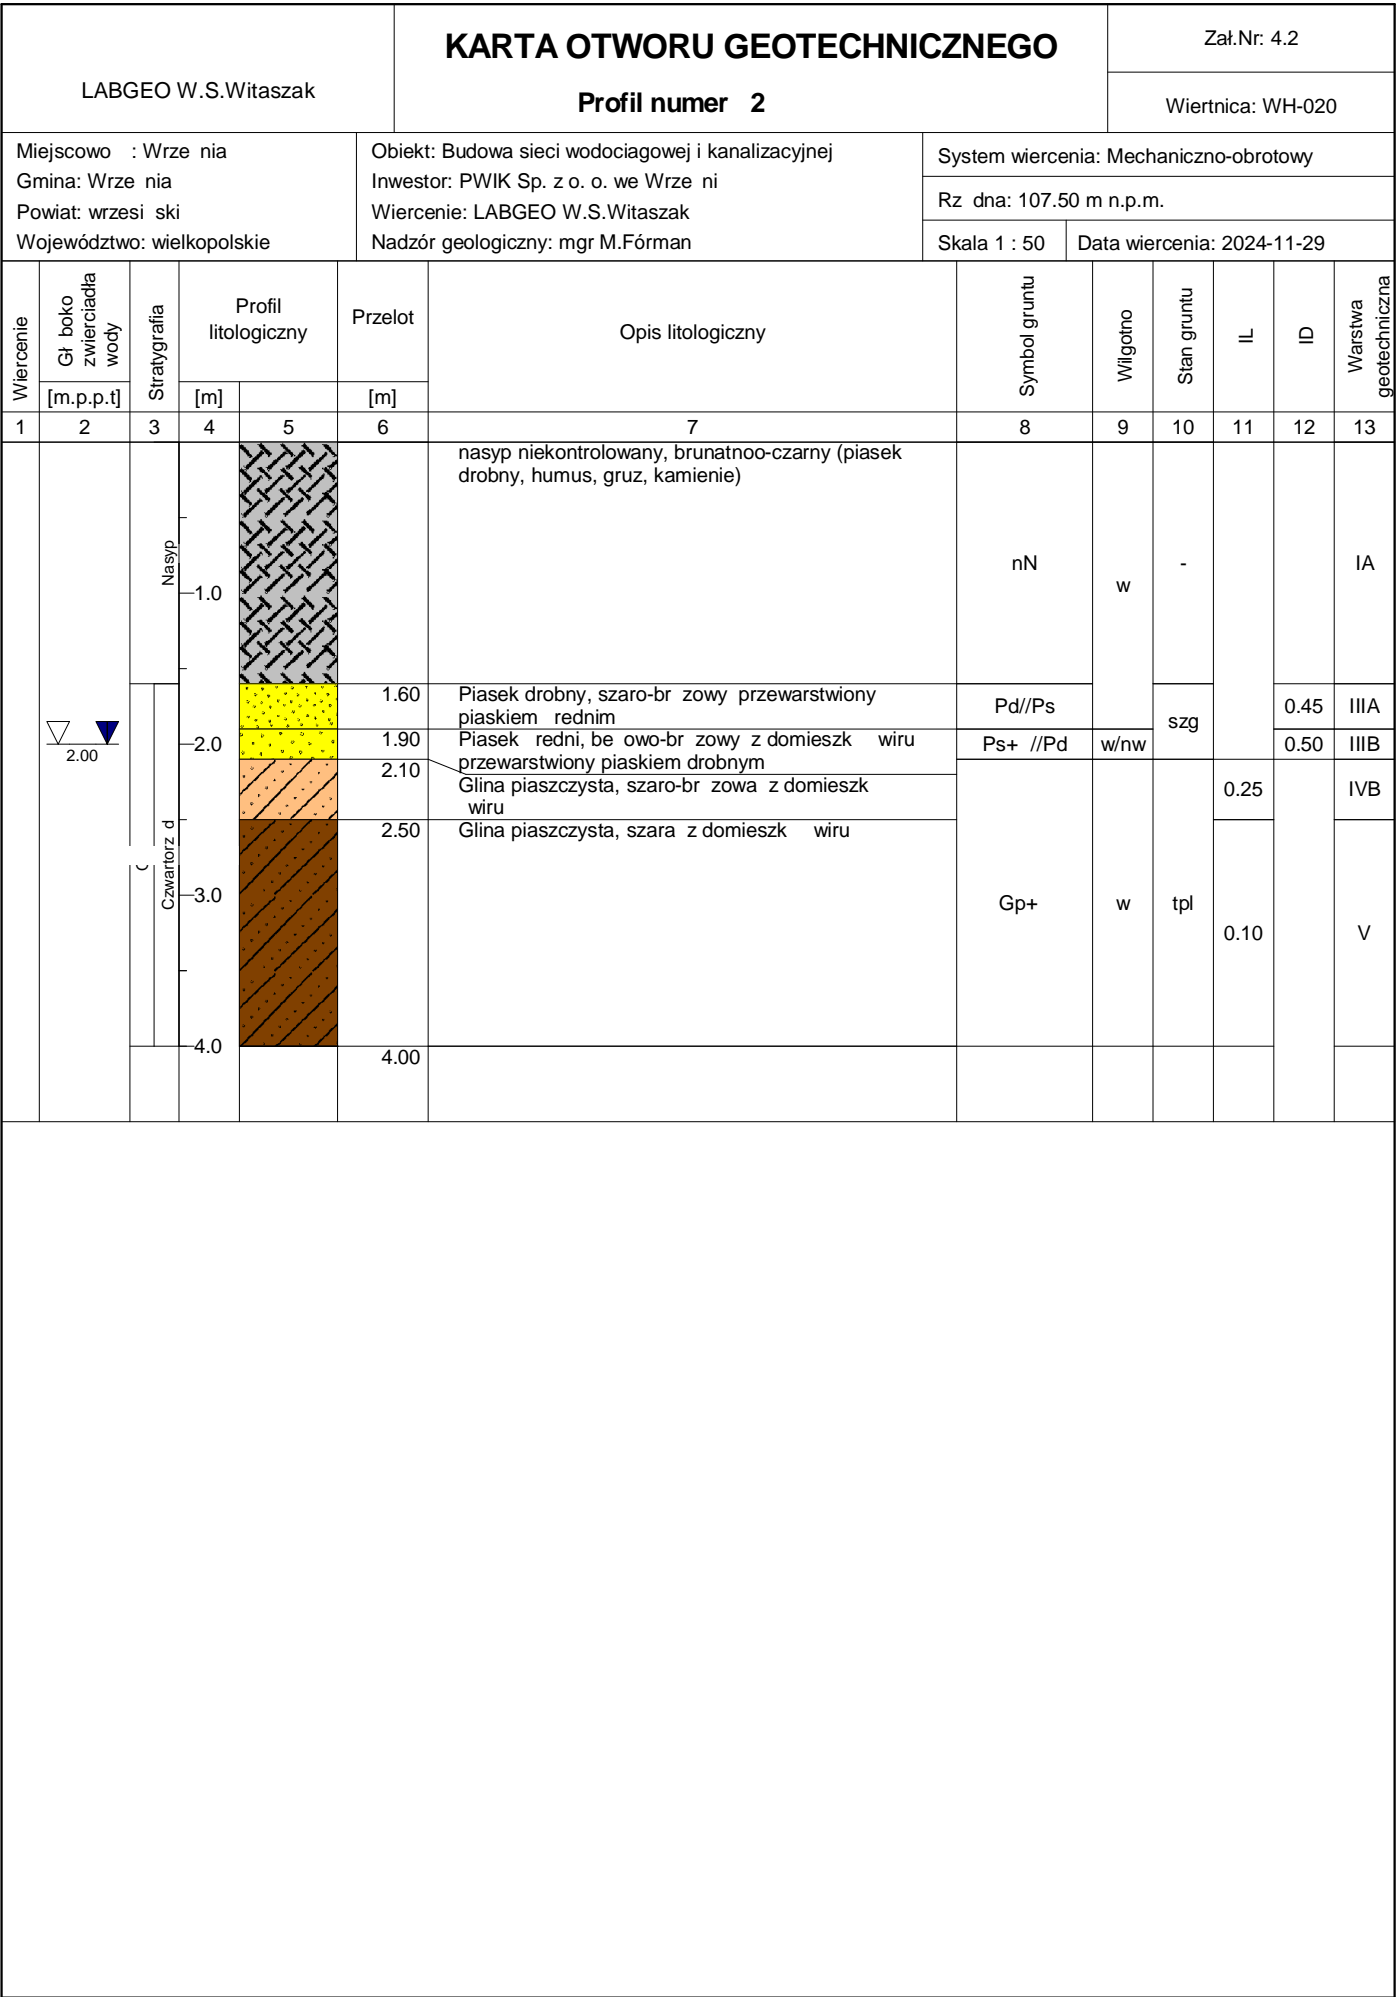 LABGEO W.S.Witaszak
KARTA OTWORU GEOTECHNICZNEGO
Profil numer 2
Zał.Nr: 4.2
Wiertnica: WH-020
Miejscowo : Wrze nia
Gmina: Wrze nia
Powiat: wrzesi ski
Województwo: wielkopolskie
Obiekt: Budowa sieci wodociagowej i kanalizacyjnej
Inwestor: PWIK Sp. z o. o. we Wrze ni
Wiercenie: LABGEO W.S.Witaszak
Nadzór geologiczny: mgr M.Fórman
System wiercenia: Mechaniczno-obrotowy
Rz dna: 107.50 m n.p.m.
Skala 1 : 50
Data wiercenia: 2024-11-29
Wiercenie
Gł boko
zwierciadła
wody
[m.p.p.t]
Stratygrafia
Profil
litologiczny
[m]
Przelot
[m]
Opis litologiczny
Symbol gruntu
Wilgotno
Stan gruntu
IL
ID
Warstwa
geotechniczna
1 2 3 4 5 6 7 8 9 10 11 12 13
nasyp niekontrolowany, brunatnoo-czarny (piasek
drobny, humus, gruz, kamienie)
Nasyp
1.0
nN
w
-
IA
1.60
Piasek drobny, szaro-br zowy przewarstwiony
piaskiem rednim
Pd//Ps
szg
0.45
IIIA
2.00
2.0
1.90
Piasek redni, be owo-br zowy z domieszk wiru
przewarstwiony piaskiem drobnym
Ps+ //Pd
w/nw
0.50
IIIB
2.10
Glina piaszczysta, szaro-br zowa z domieszk
wiru
0.25
IVB
2.50
Glina piaszczysta, szara z domieszk wiru
Czwartorz d
3.0
Gp+
w
tpl
0.10
V
4.0
4.00